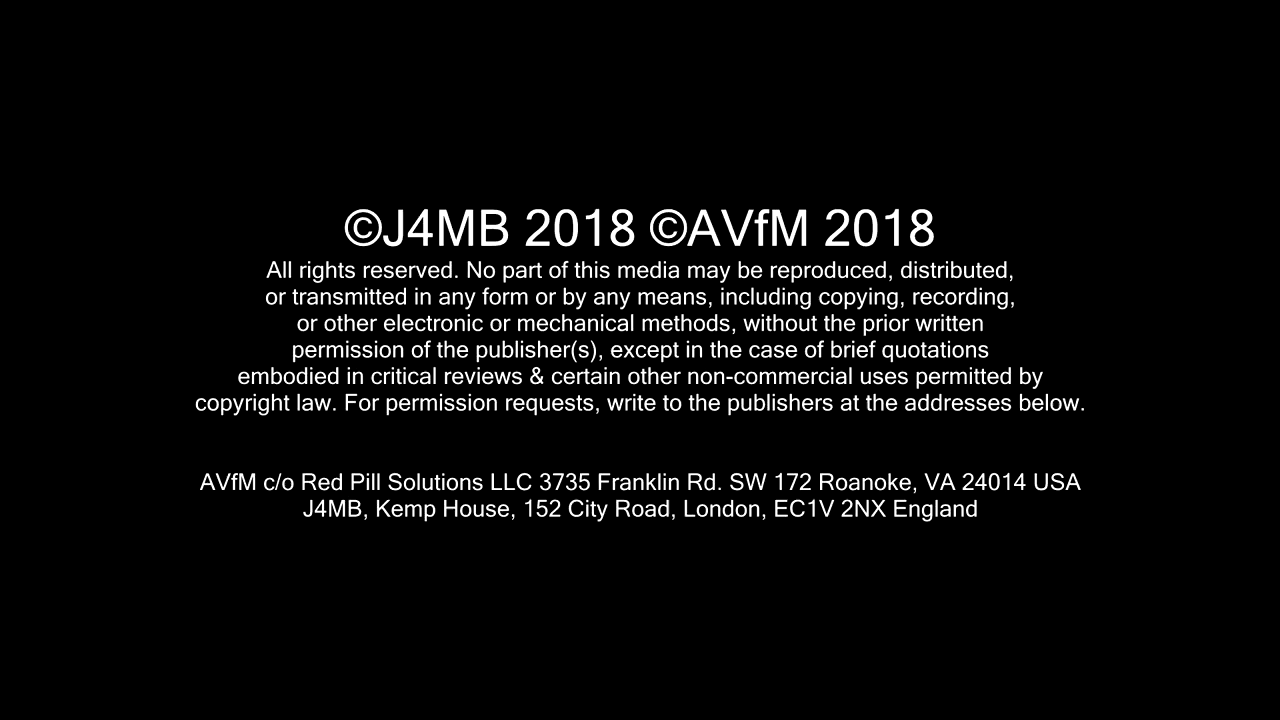 ©J4MB 2018 ©AVfM 2018
All rights reserved. No part of this media may be reproduced, distributed,
or transmitted in any form or by any means, including copying, recording,
or other electronic or mechanical methods, without the prior written
permission of the publisher(s), except in the case of brief quotations
embodied in critical reviews & certain other non-commercial uses permitted by
copyright law. For permission requests, write to the publishers at the addresses below.
AVfM c/o Red Pill Solutions LLC 3735 Franklin Rd. SW 172 Roanoke, VA 24014 USA
J4MB, Kemp House, 152 City Road, London, EC1V 2NX England